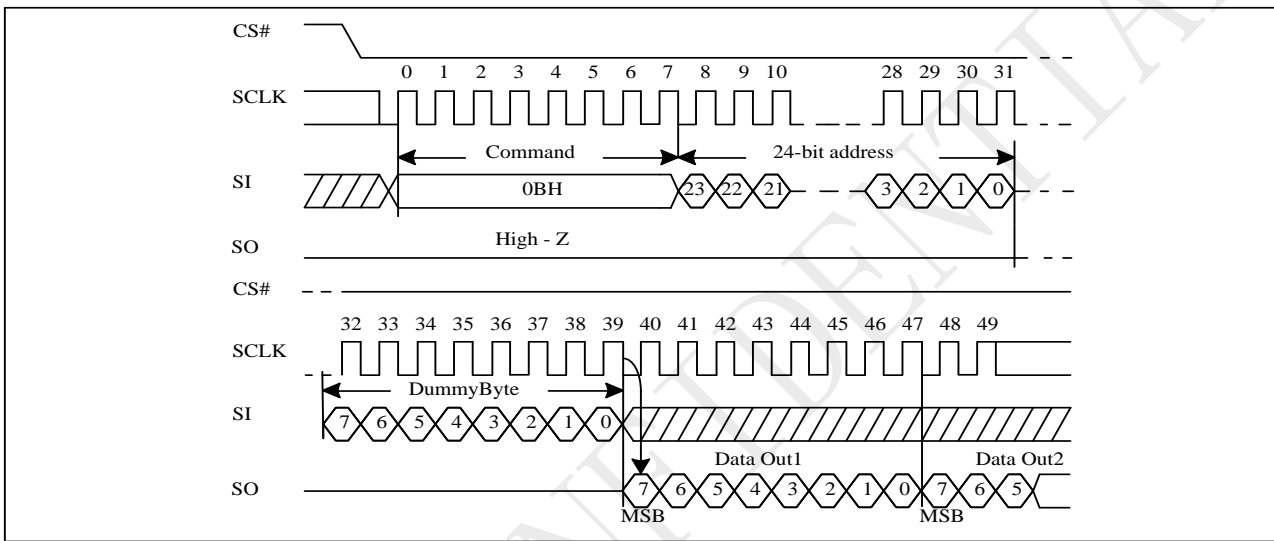 CS#
0 1 2 3 4 5 6 7 8 9 10 28 29 30 31
SCLK
Command 24-bit address
SI 0BH 23 22 21 3 2 1 0
High - Z
SO
CS#
32 33 34 35 36 37 38 39 40 41 42 43 44 45 46 47 48 49
SCLK
DummyByte
SI 7 6 5 4 3 2 1 0
Data Out1 Data Out2
SO 7 6 5 4 3 2 1 0 7 6 5
MSB MSB